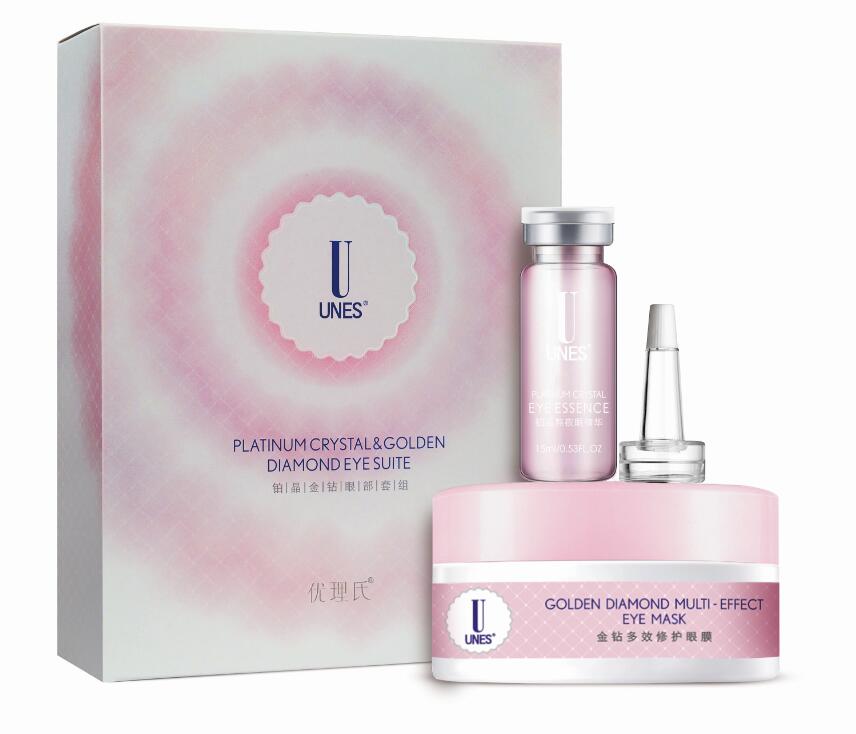 U
UNES®
PLATINUM CRYSTAL&GOLDEN
DIAMOND EYE SUITE
铂|晶|金|钻|眼|部|套|组
优理氏®
U
UNES®
PLATINUM CRYSTAL
EYE ESSENCE
15ml/0.53FL.OZ
U
UNES®
GOLDEN DIAMOND MULTI-EFFECT
EYE MASK
金钻多效修护眼膜